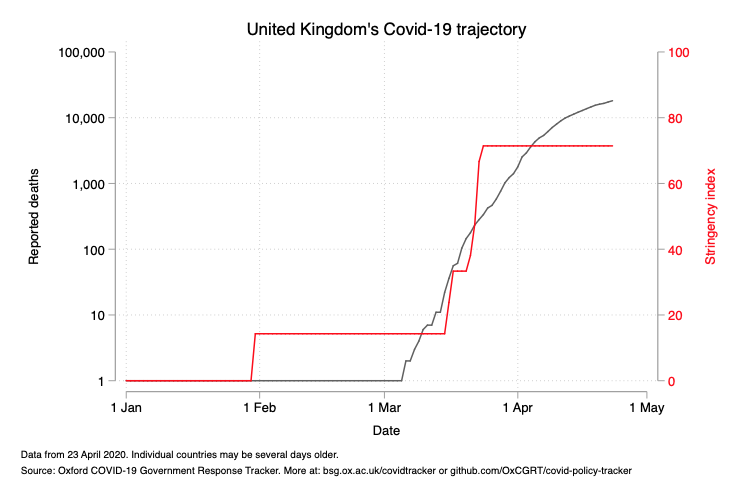 United Kingdom's Covid-19 trajectory
100,000
10,000
1,000
100
10
1
Reported deaths
100
80
60
40
20
0
Stringency index
1 Jan
1 Feb
1 Mar
1 Apr
1 May
Date
Data from 23 April 2020. Individual countries may be several days older.
Source: Oxford COVID-19 Government Response Tracker. More at: bsg.ox.ac.uk/covidtracker or github.com/OxCGRT/covid-policy-tracker